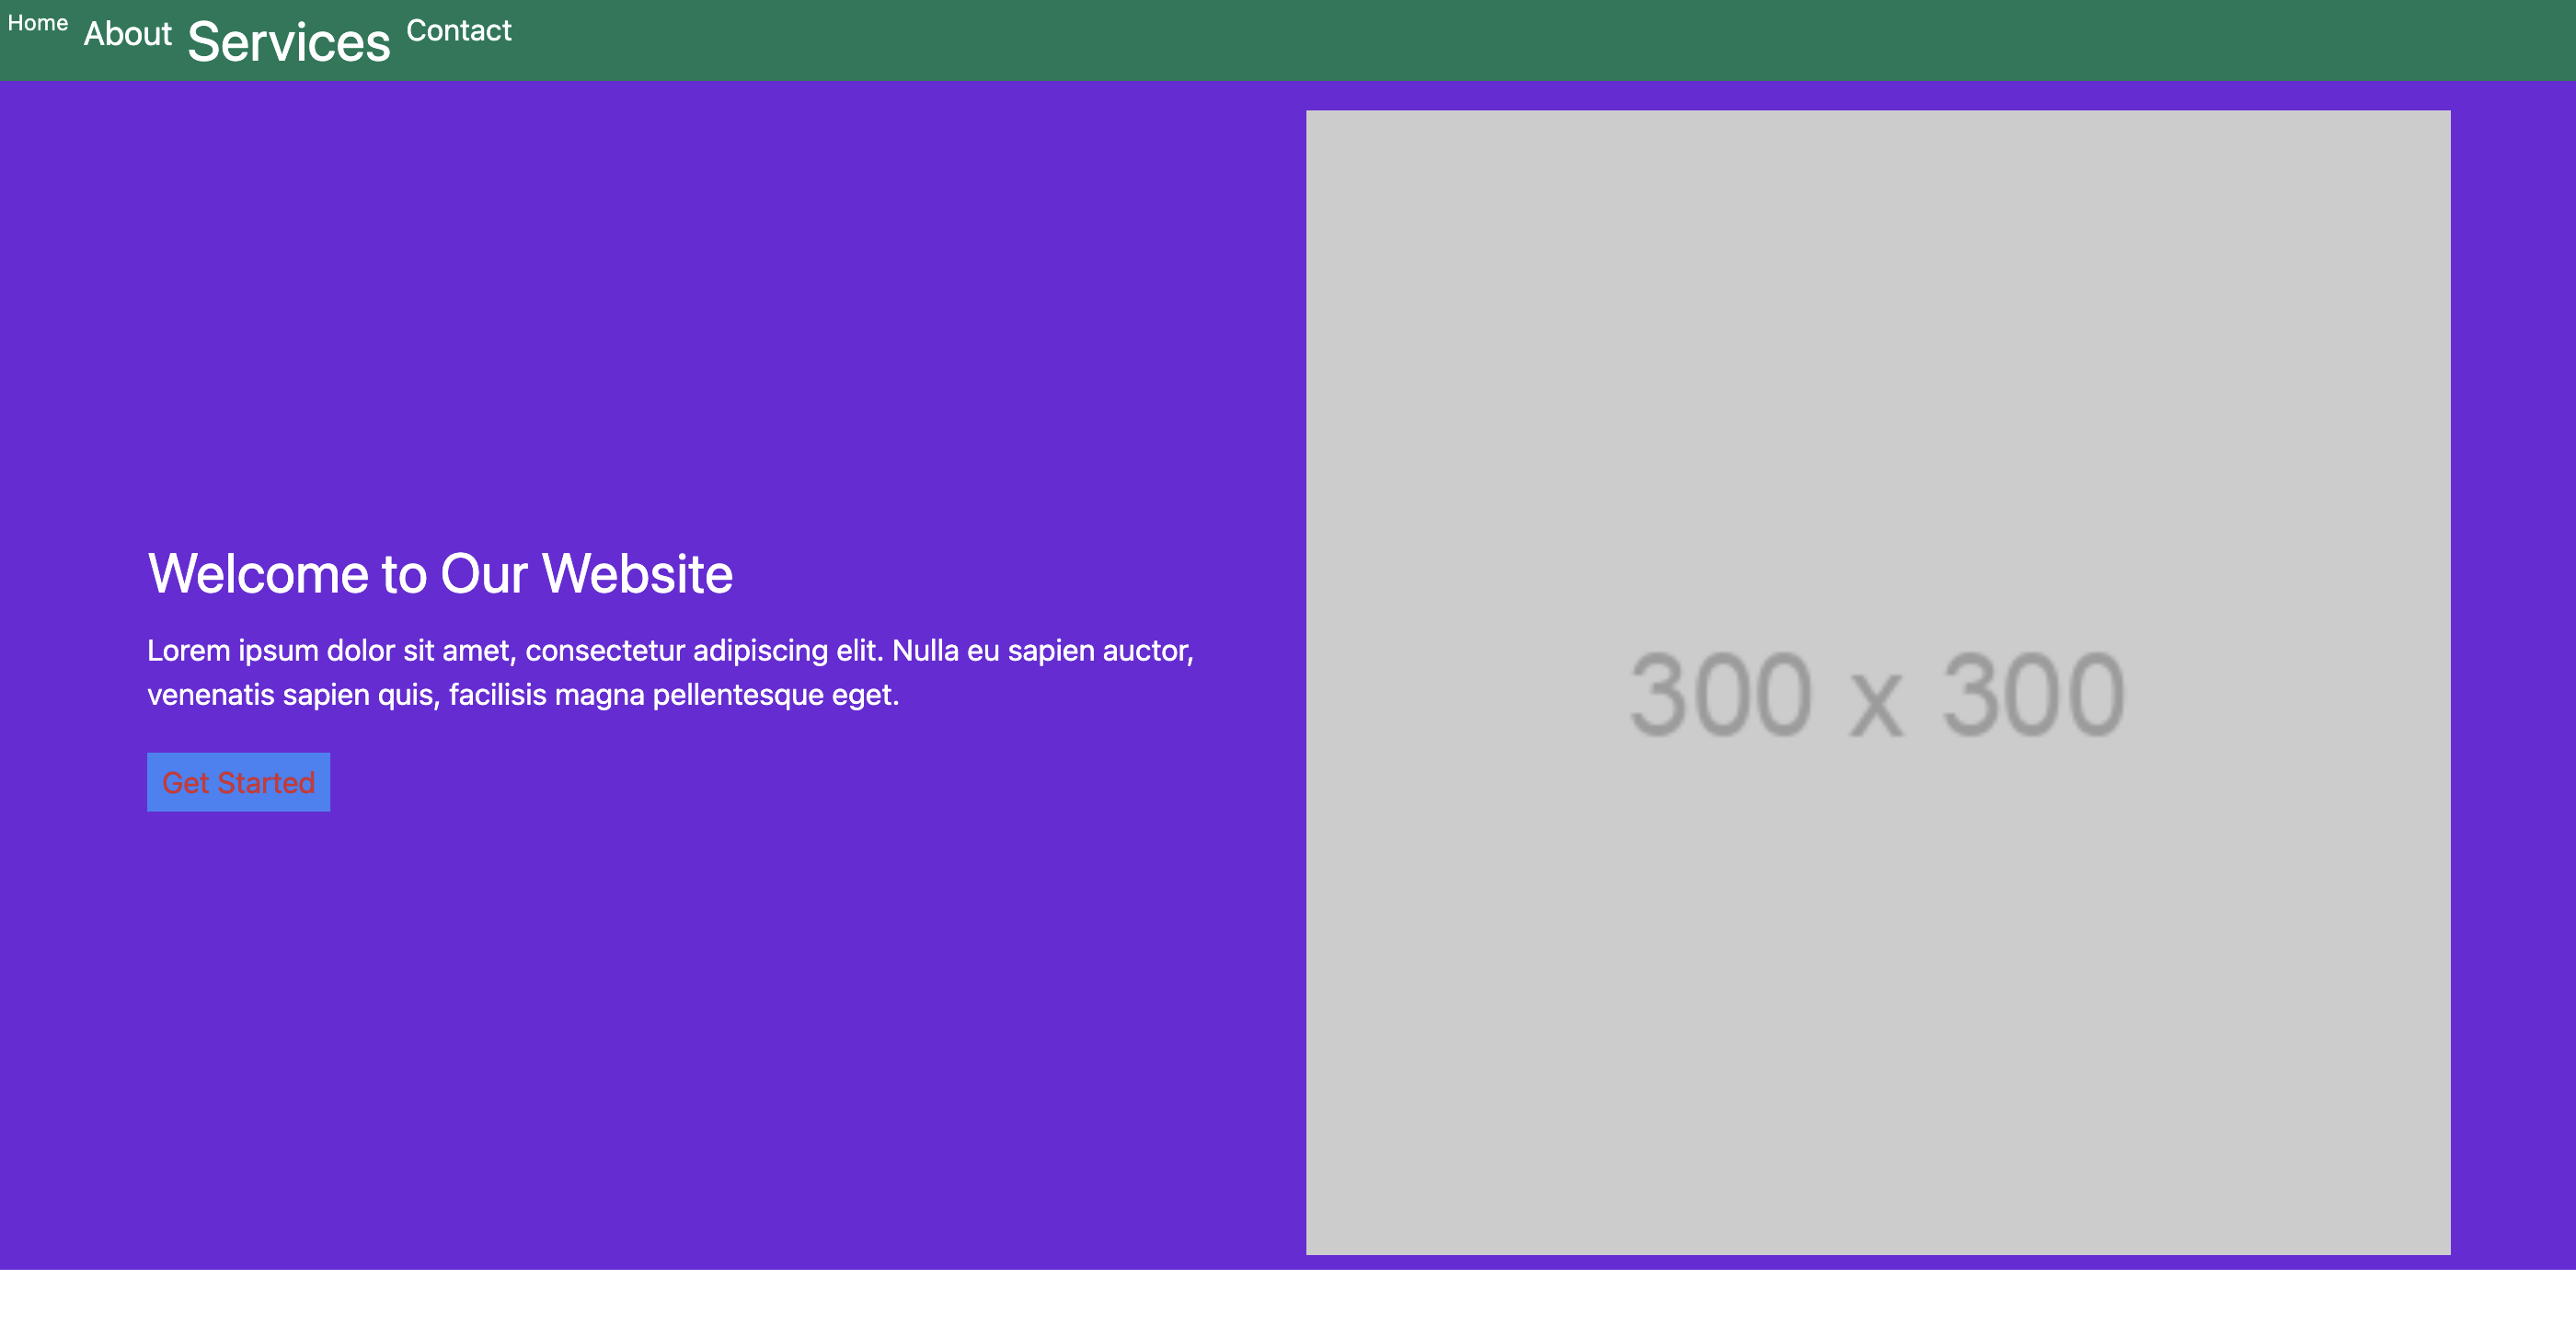 Home About Services Contact
Welcome to Our Website
Lorem ipsum dolor sit amet, consectetur adipiscing elit. Nulla eu sapien auctor,
venenatis sapien quis, facilisis magna pellentesque eget.
Get Started
300 x 300